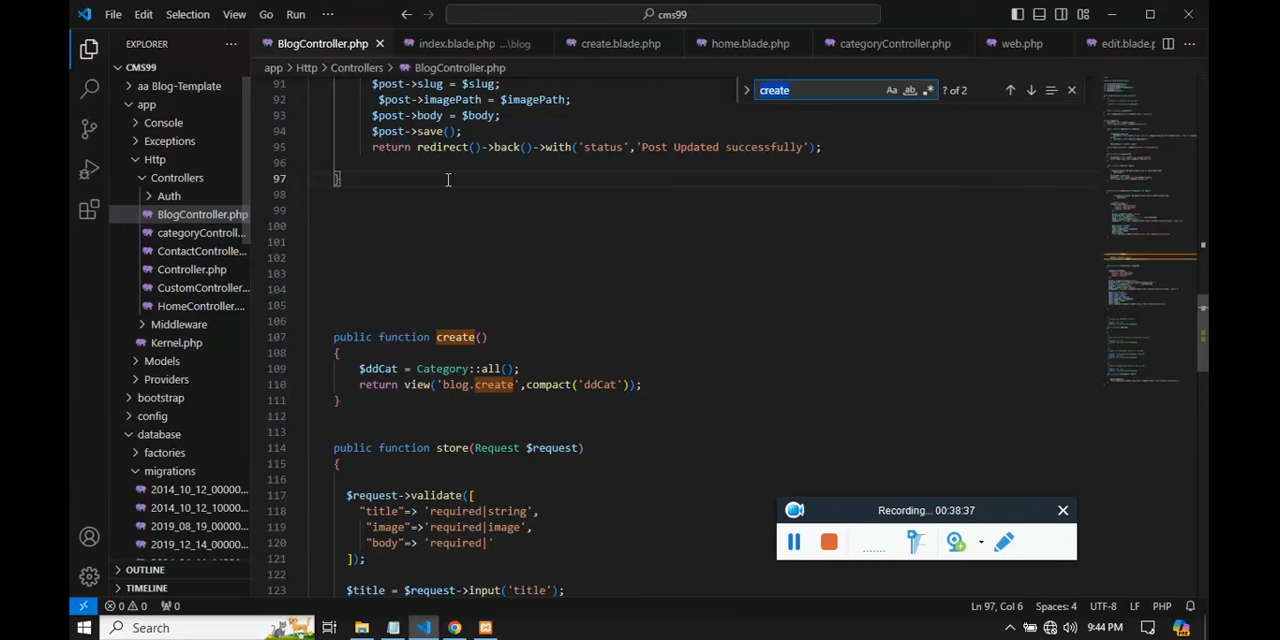 File Edit Selection View Go Run ··· cms99
EXPLORER ···
BlogController.php index.blade.php ...\blog create.blade.php home.blade.php categoryController.php web.php edit.blade.p ···
CMS99
app > Http > Controllers > BlogController.php
aa Blog-Template
app
Console
Exceptions
Http
Controllers
Auth
BlogController.php
categoryControll...
ContactControlle...
Controller.php
CustomController...
HomeController....
Middleware
Kernel.php
Models
Providers
bootstrap
config
database
factories
migrations
2014_10_12_00000...
2014_10_12_10000...
2019_08_19_00000...
2019_12_14_00000...
OUTLINE
TIMELINE
create Aa ab .* ? of 2
91 $post->slug = $slug;
92 $post->imagePath = $imagePath;
93 $post->body = $body;
94 $post->save();
95 return redirect()->back()->with('status','Post Updated successfully');
96
97 }
98
99
100
101
102
103
104
105
106
107 public function create()
108 {
109 $ddCat = Category::all();
110 return view('blog.create',compact('ddCat'));
111 }
112
113
114 public function store(Request $request)
115 {
116
117 $request->validate([
118 "title"=> 'required|string',
119 "image"=>'required|image',
120 "body"=> 'required|'
121 ]);
122
123 $title = $request->input('title');
Recording... 00:38:37
0 0 0 Ln 97, Col 6 Spaces: 4 UTF-8 LF PHP
Search 9:44 PM